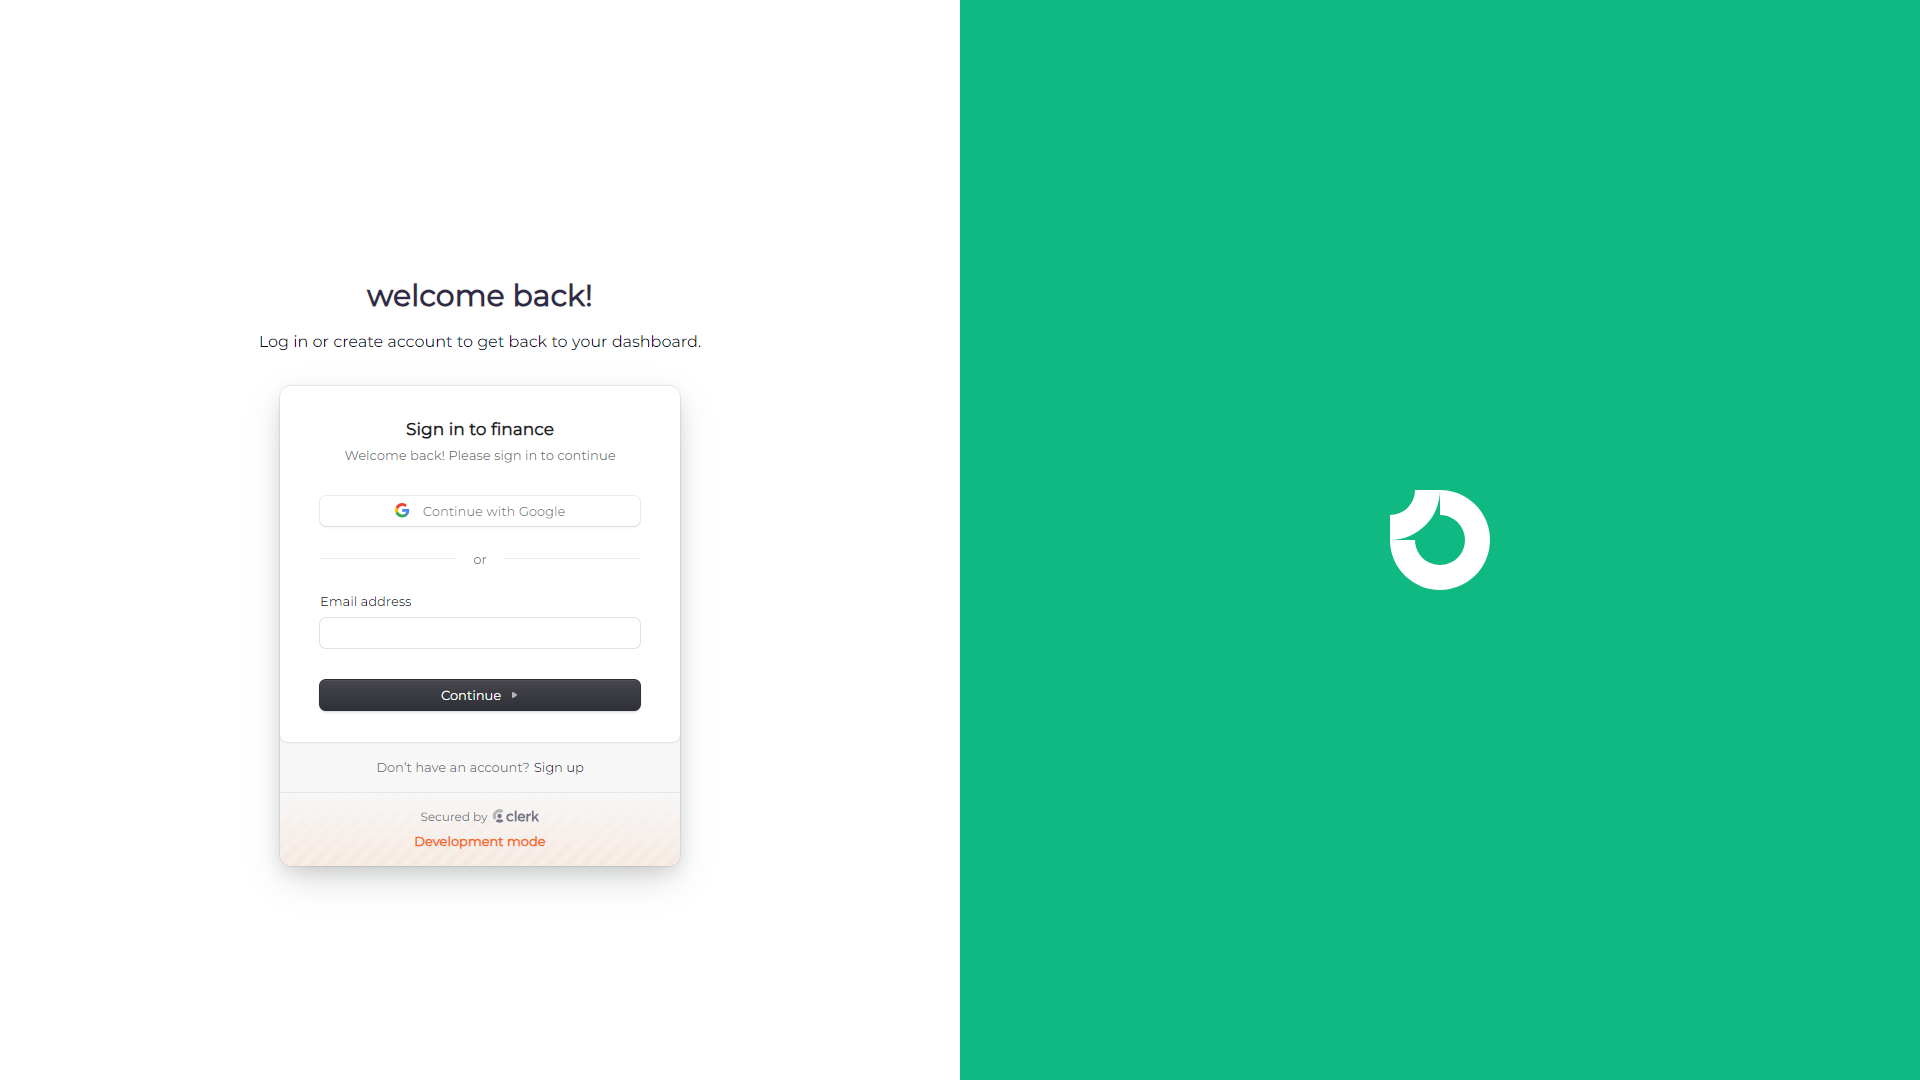 welcome back!
Log in or create account to get back to your dashboard.
Sign in to finance
Welcome back! Please sign in to continue
Continue with Google
or
Email address
Continue
Don’t have an account? Sign up
Secured by clerk
Development mode